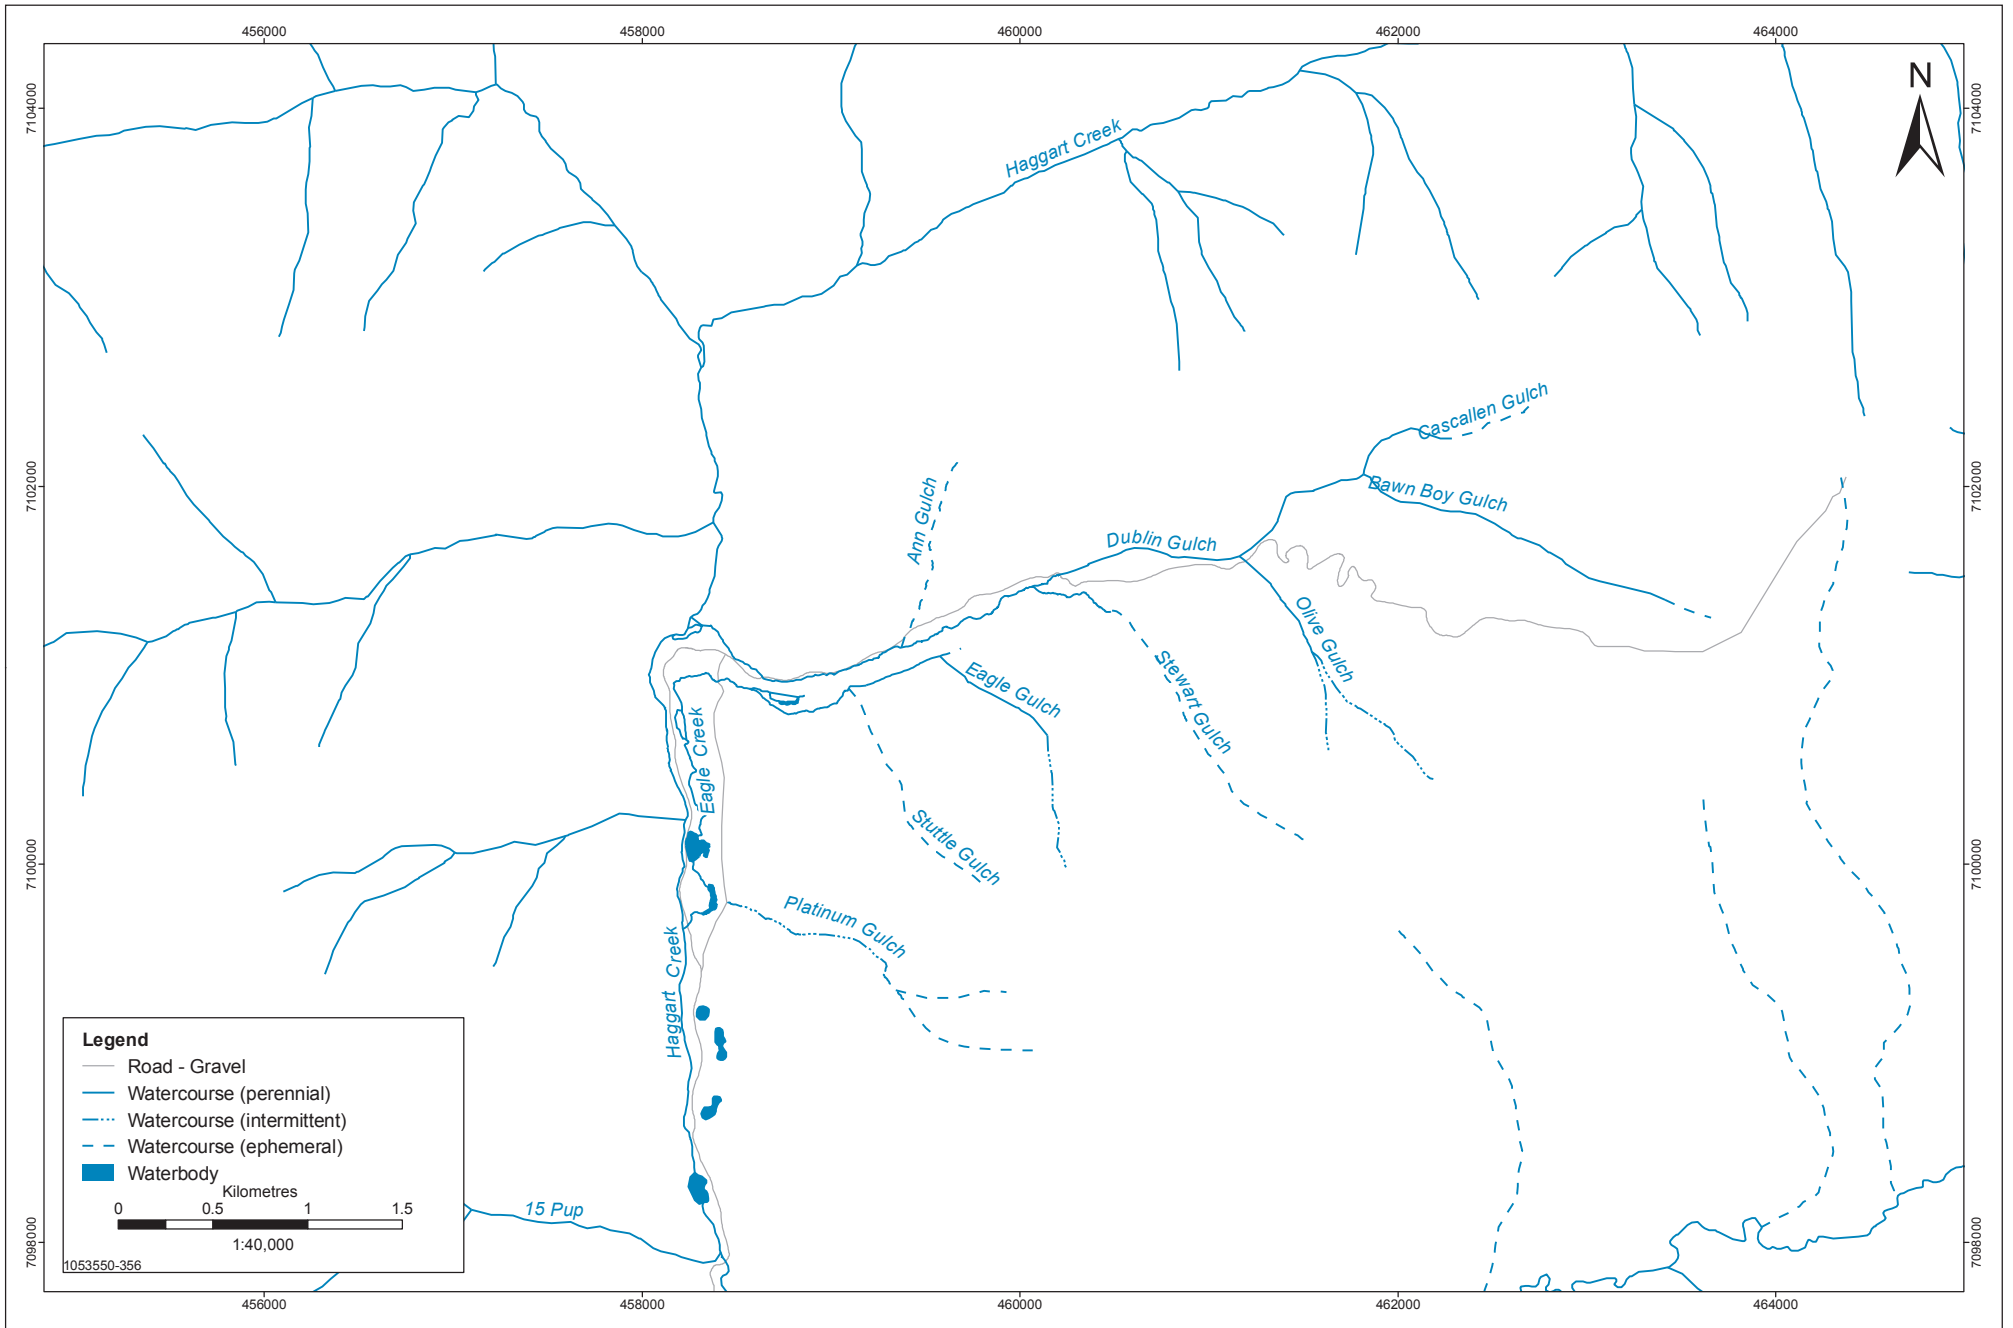 456000
458000
460000
462000
464000
7104000
7104000
N
Haggart Creek
Cascallen Gulch
7102000
7102000
Bawn Boy Gulch
Ann Gulch
Dublin Gulch
Olive Gulch
Stewart Gulch
Eagle Gulch
Eagle Creek
Stuttle Gulch
7100000
7100000
Platinum Gulch
Haggart Creek
Legend
Road - Gravel
Watercourse (perennial)
Watercourse (intermittent)
Watercourse (ephemeral)
Waterbody
Kilometres
0 0.5 1 1.5
1:40,000
1053550-356
15 Pup
7098000
7098000
456000
458000
460000
462000
464000